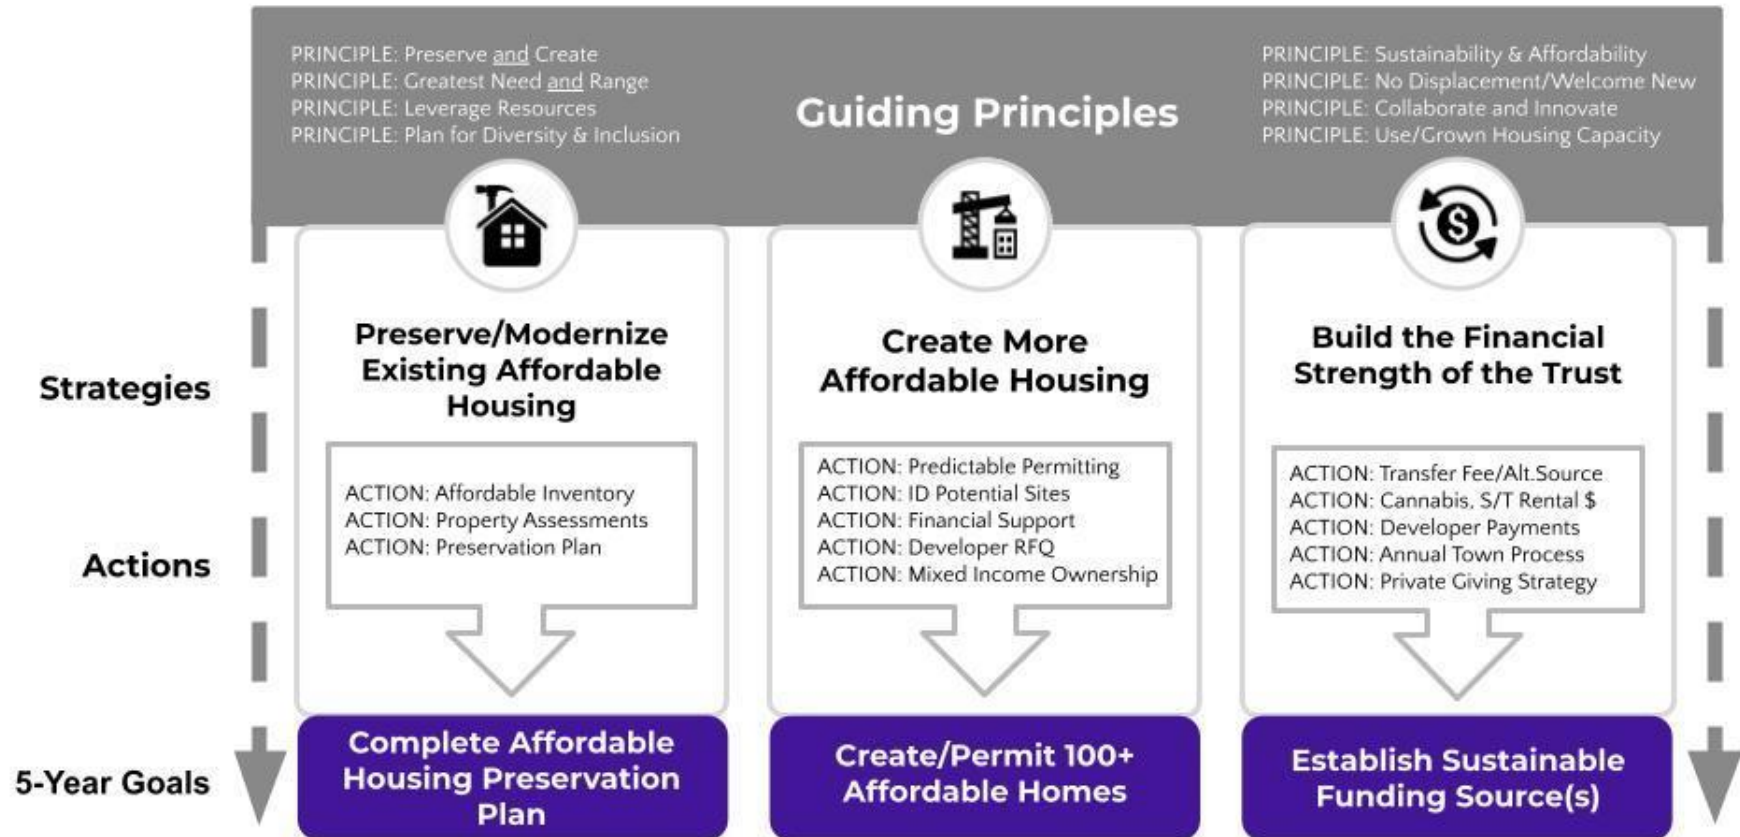 PRINCIPLE: Preserve and Create
PRINCIPLE: Greatest Need and Range
PRINCIPLE: Leverage Resources
PRINCIPLE: Plan for Diversity & Inclusion
Guiding Principles
PRINCIPLE: Sustainability & Affordability
PRINCIPLE: No Displacement/Welcome New
PRINCIPLE: Collaborate and Innovate
PRINCIPLE: Use/Grown Housing Capacity
Strategies
Preserve/Modernize
Existing Affordable
Housing
Create More
Affordable Housing
Build the Financial
Strength of the Trust
Actions
ACTION: Affordable Inventory
ACTION: Property Assessments
ACTION: Preservation Plan
ACTION: Predictable Permitting
ACTION: ID Potential Sites
ACTION: Financial Support
ACTION: Developer RFQ
ACTION: Mixed Income Ownership
ACTION: Transfer Fee/Alt.Source
ACTION: Cannabis, S/T Rental $
ACTION: Developer Payments
ACTION: Annual Town Process
ACTION: Private Giving Strategy
5-Year Goals
Complete Affordable
Housing Preservation
Plan
Create/Permit 100+
Affordable Homes
Establish Sustainable
Funding Source(s)